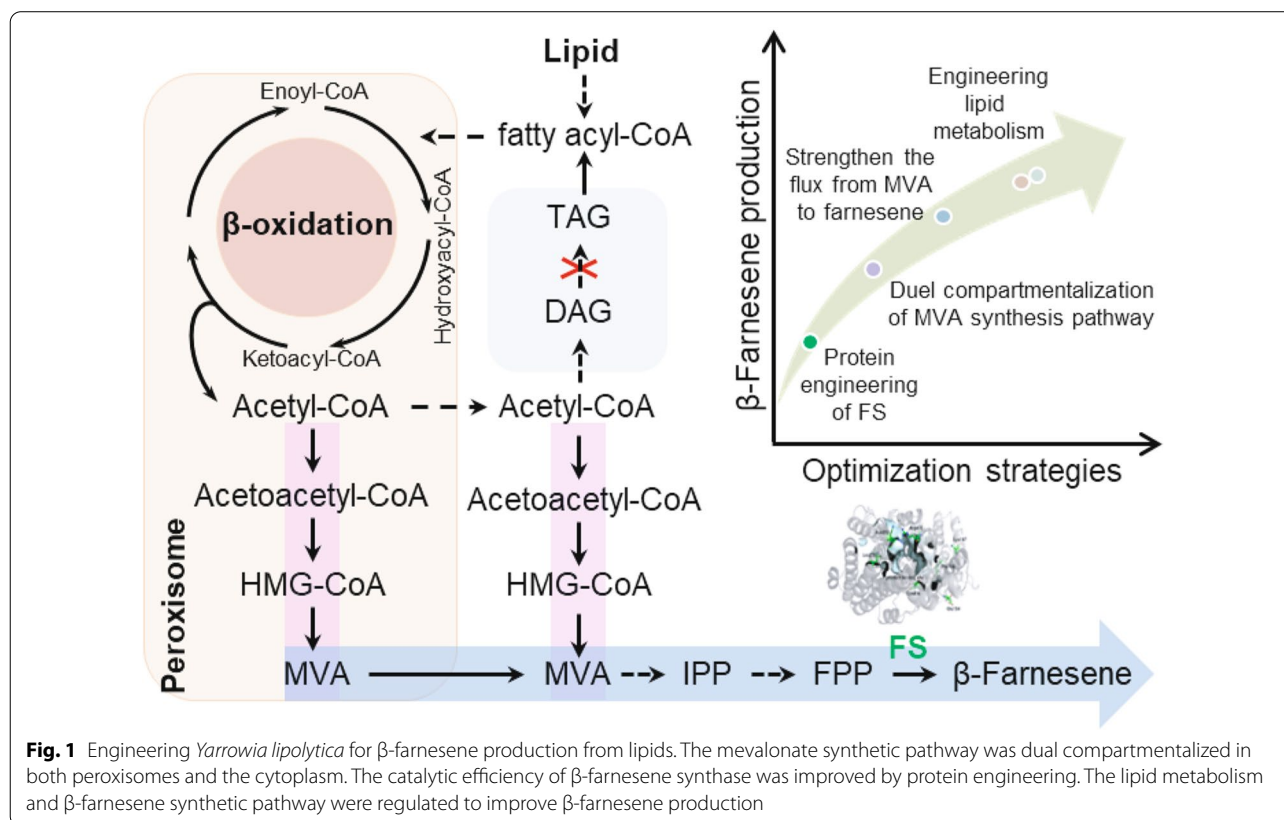 Lipid
Enoyl-CoA
fatty acyl-CoA
β-oxidation
Hydroxyacyl-CoA
TAG
DAG
Ketoacyl-CoA
Acetyl-CoA
Acetyl-CoA
Acetoacetyl-CoA
Acetoacetyl-CoA
HMG-CoA
HMG-CoA
Peroxisome
MVA
MVA
IPP
FPP
FS
β-Farnesene
β-Farnesene production
Engineering
lipid
metabolism
Strengthen the
flux from MVA
to farnesene
Duel compartmentalization
of MVA synthesis pathway
Protein
engineering
of FS
Optimization strategies
Fig. 1 Engineering Yarrowia lipolytica for β-farnesene production from lipids. The mevalonate synthetic pathway was dual compartmentalized in
both peroxisomes and the cytoplasm. The catalytic efficiency of β-farnesene synthase was improved by protein engineering. The lipid metabolism
and β-farnesene synthetic pathway were regulated to improve β-farnesene production